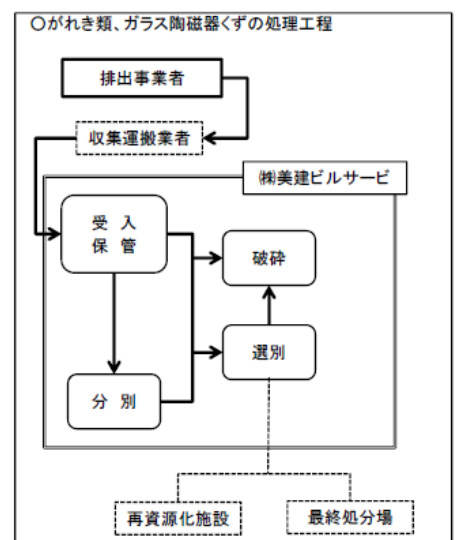 〇がれき類、ガラス陶磁器くずの処理工程
排出事業者
収集運搬業者
㈱美建ビルサービ
受 入
保 管
破砕
選別
分 別
再資源化施設
最終処分場